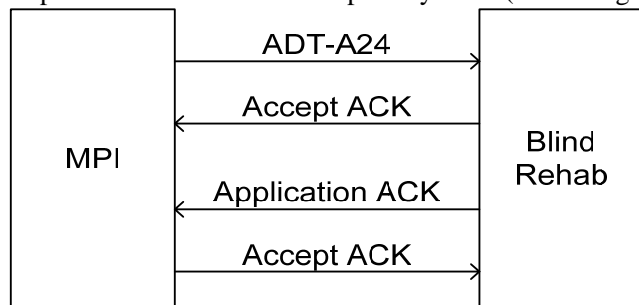 ADT-A24
Accept ACK
MPI
Blind
Rehab
Application ACK
Accept ACK